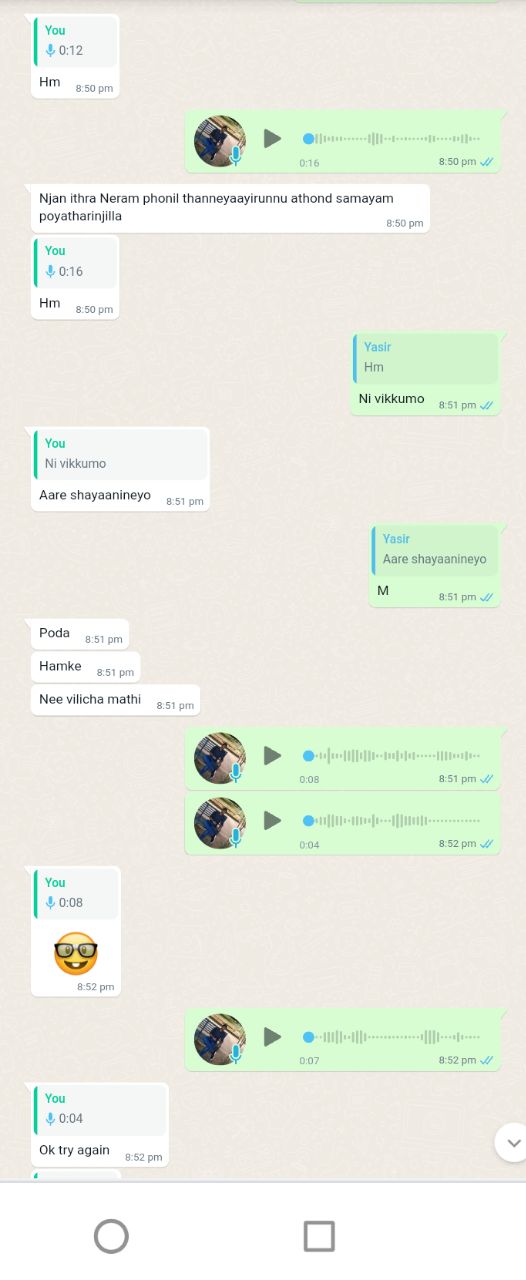 You
0:12
Hm
8:50 pm
0:16
8:50 pm
Njan ithra Neram phonil thanneyaayirunnu athond samayam
poyatharinjilla
8:50 pm
You
0:16
Hm
8:50 pm
Yasir
Hm
Ni vikkumo
8:51 pm
You
Ni vikkumo
Aare shayaanineyo
8:51 pm
Yasir
Aare shayaanineyo
M
8:51 pm
Poda
8:51 pm
Hamke
8:51 pm
Nee vilicha mathi
8:51 pm
0:08
8:51 pm
0:04
8:52 pm
You
0:08
8:52 pm
0:07
8:52 pm
You
0:04
Ok try again
8:52 pm